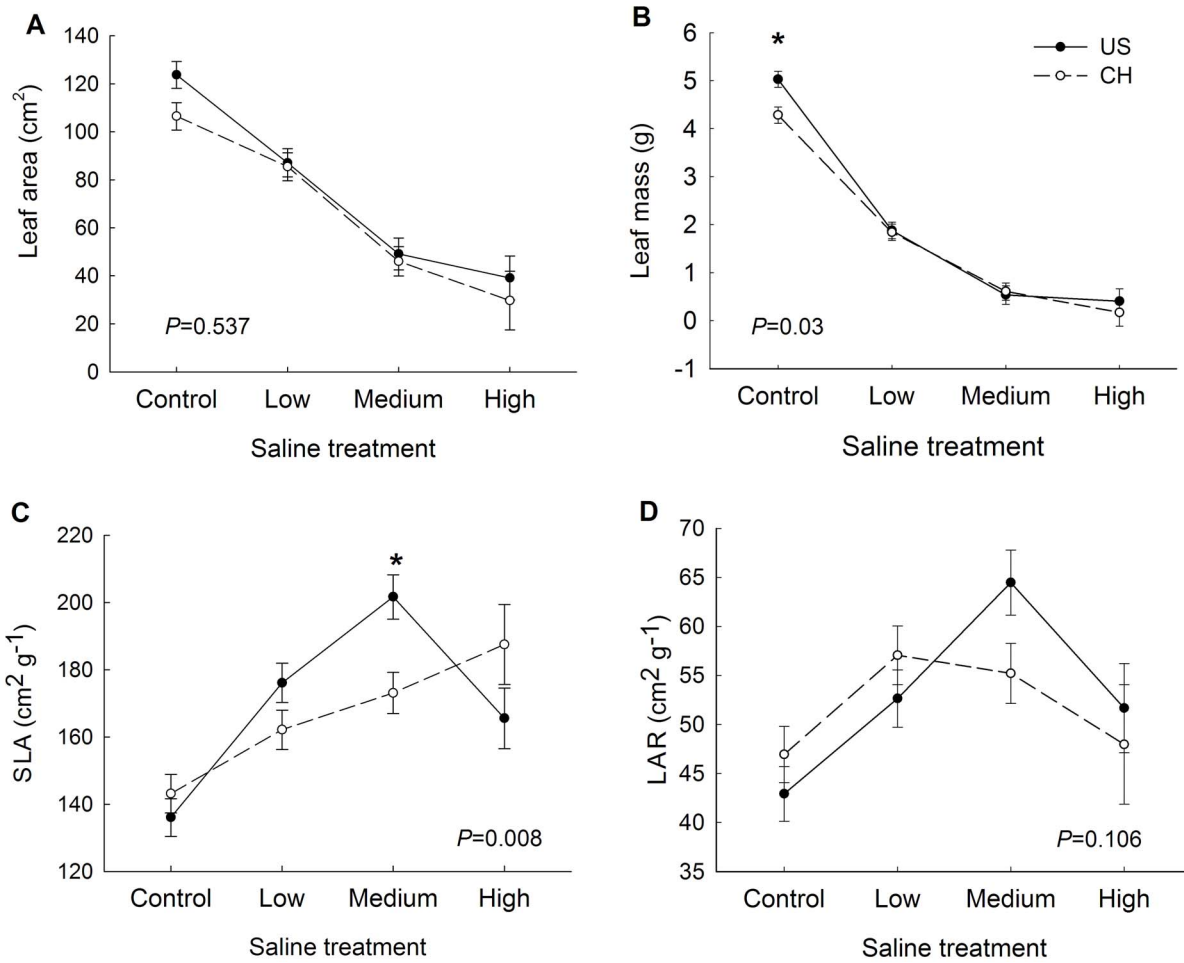 A
140
120
100
80
60
40
20
0
Leaf area (cm2)
P=0.537
Control Low Medium High
Saline treatment
B
*
US
CH
6
5
4
3
2
1
0
-1
Leaf mass (g)
P=0.03
Control Low Medium High
Saline treatment
C
*
220
200
180
160
140
120
SLA (cm2 g-1)
P=0.008
Control Low Medium High
Saline treatment
D
70
65
60
55
50
45
40
35
LAR (cm2 g-1)
P=0.106
Control Low Medium High
Saline treatment